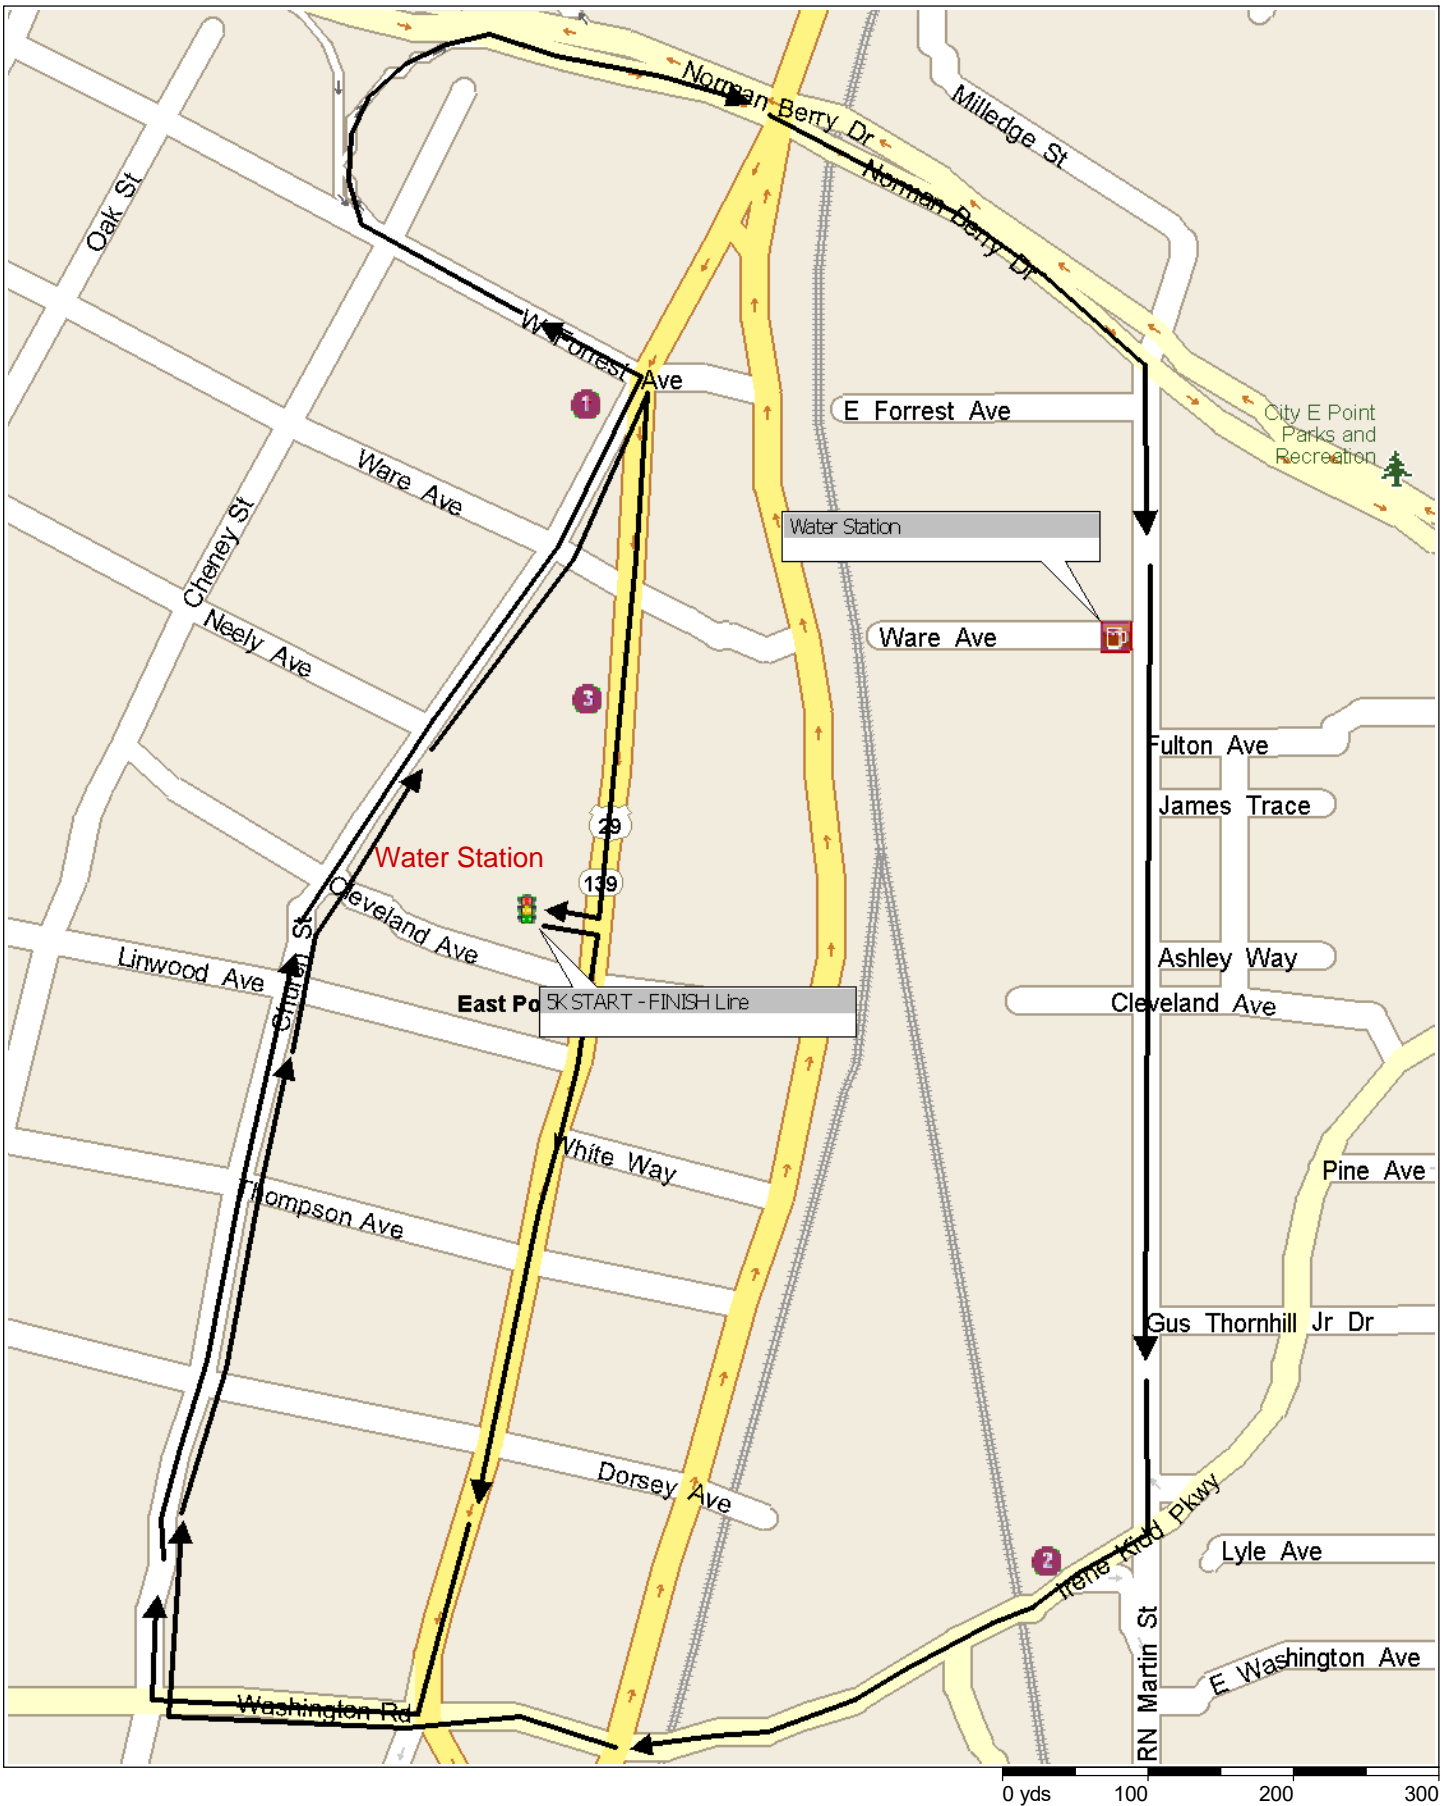 Norman Berry Dr
Milledge St
Norman Berry Dr
Oak St
W Forrest Ave
1
E Forrest Ave
City E Point
Parks and
Recreation
Ware Ave
Water Station
Cheney St
Neely Ave
Ware Ave
3
Fulton Ave
James Trace
29
Water Station
139
Cleveland Ave
Church St
Linwood Ave
Ashley Way
East Po
5K START - FINISH Line
Cleveland Ave
White Way
Pine Ave
Thompson Ave
Gus Thornhill Jr Dr
Dorsey Ave
Irene Kidd Pkwy
2
Lyle Ave
RN Martin St
E Washington Ave
Washington Rd
0 yds 100 200 300